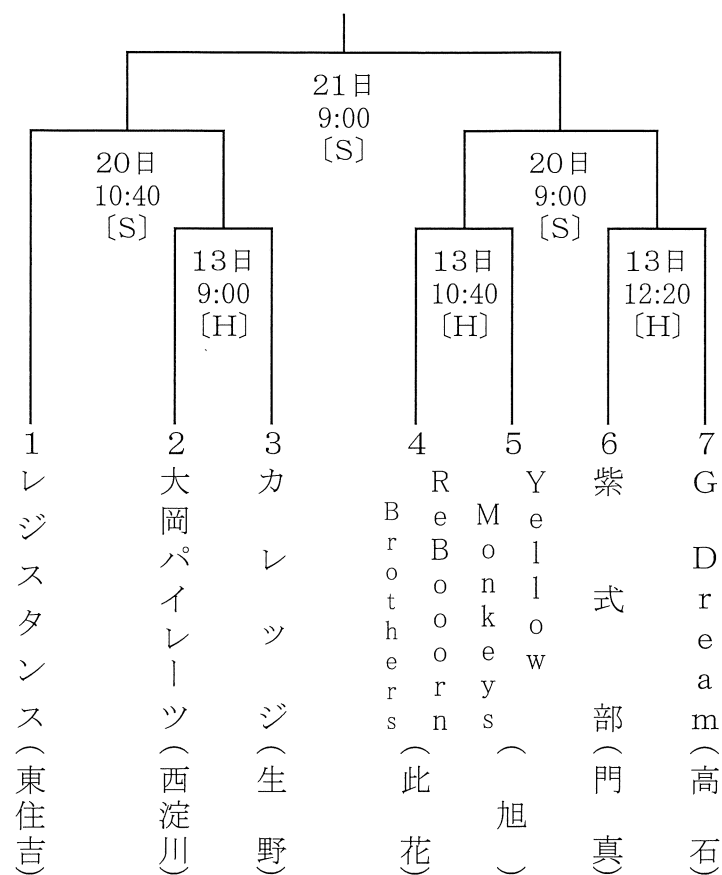 21日
9:00
〔S〕
20日
10:40
〔S〕
20日
9:00
〔S〕
13日
9:00
〔H〕
13日
10:40
〔H〕
13日
12:20
〔H〕
1
レジスタンス(東住吉)
2
大岡パイレーツ(西淀川)
3
カレッジ(生野)
4
ReBooorn
Brothers
(此花)
5
Yellow
Monkeys
(旭)
6
紫式部(門真)
7
G Dream(高石)